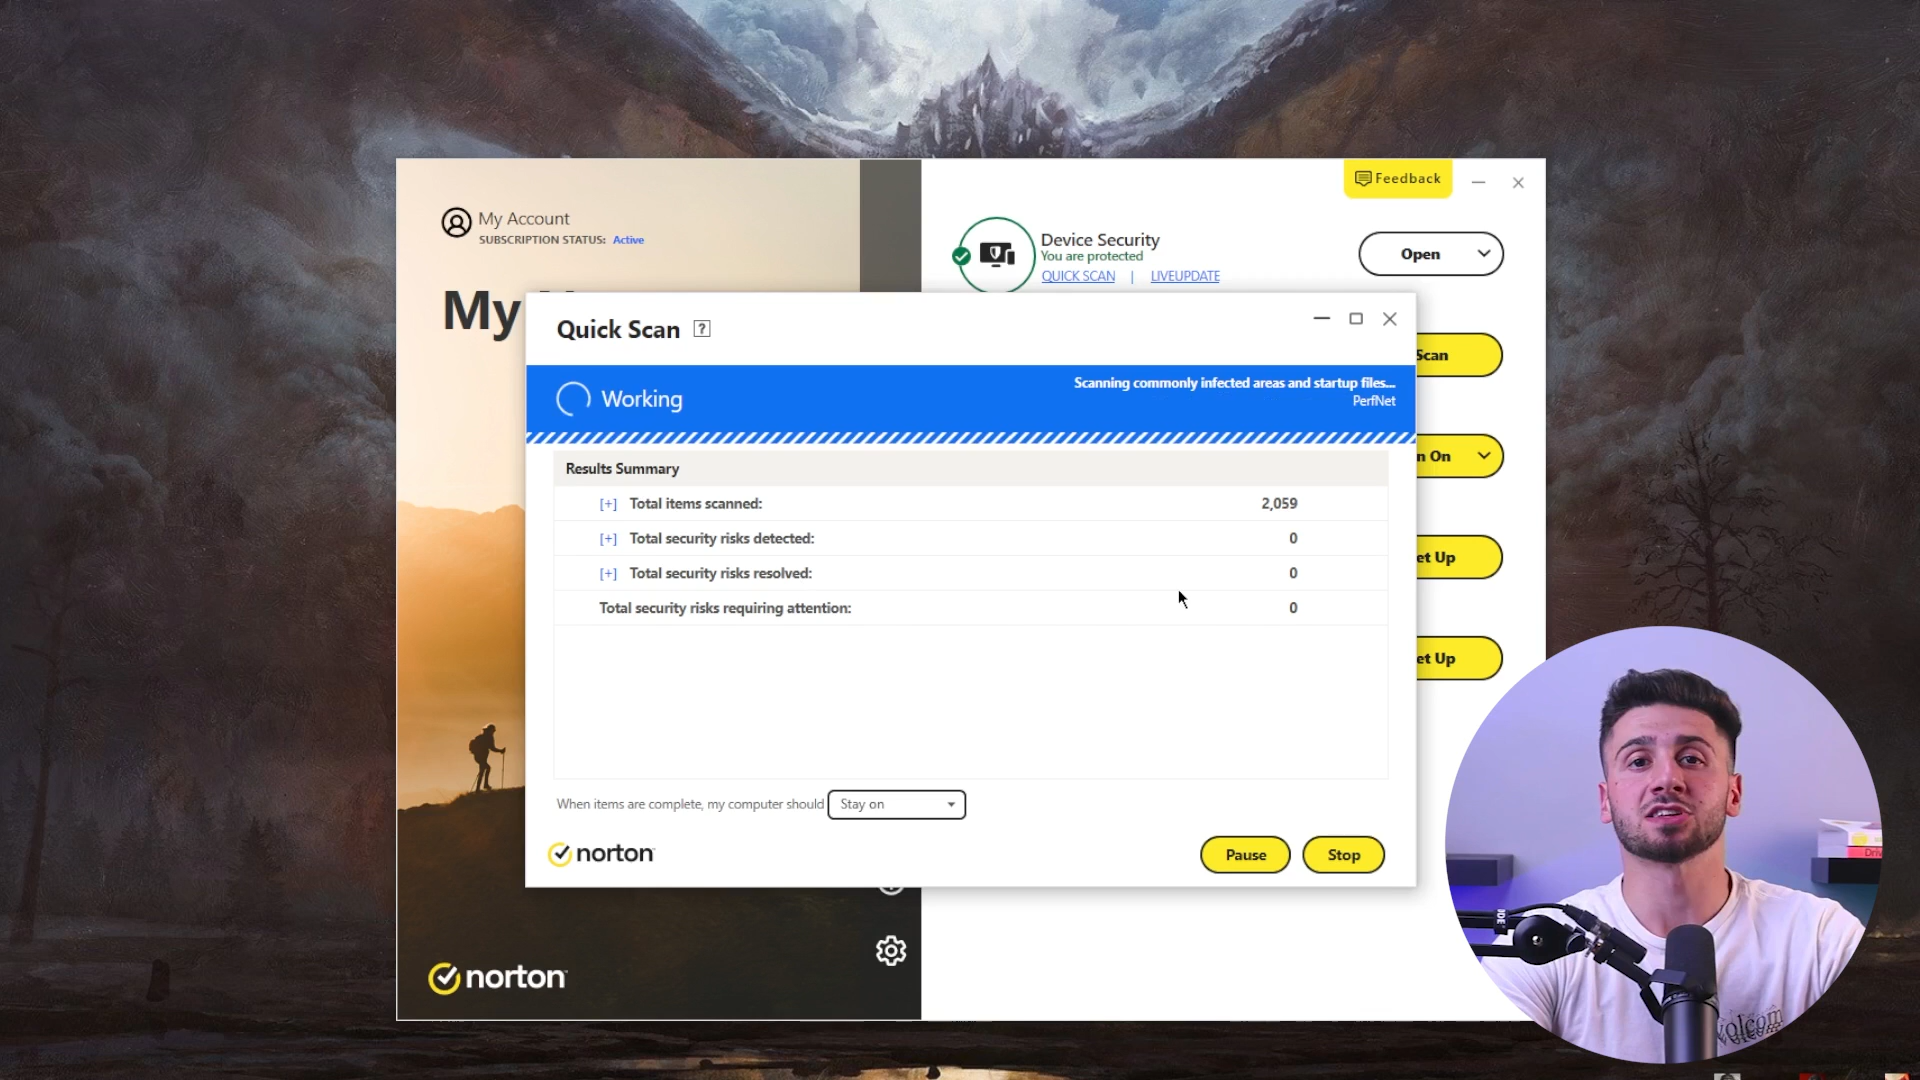 Feedback
My Account
SUBSCRIPTION STATUS: Active
Device Security
You are protected
QUICK SCAN | LIVEUPDATE
Open
My
Quick Scan [?]
Scan
Working
Scanning commonly infected areas and startup files...
PerfNet
n On
Results Summary
[+] Total items scanned: 2,059
[+] Total security risks detected: 0
[+] Total security risks resolved: 0
Total security risks requiring attention: 0
et Up
et Up
When items are complete, my computer should Stay on
norton
Pause
Stop
norton
volcom